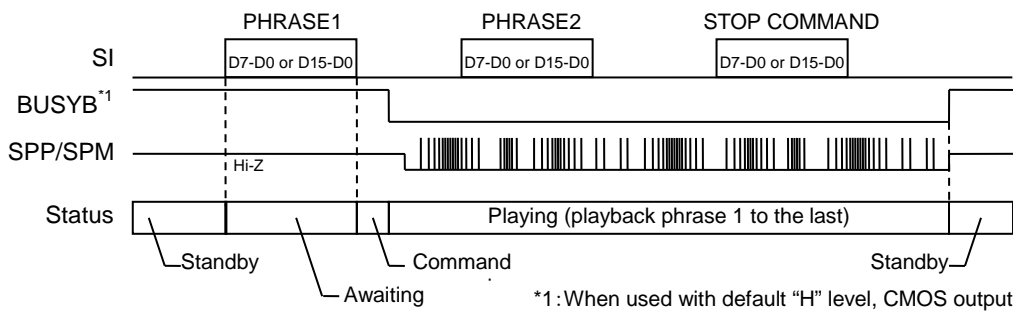 PHRASE1 PHRASE2 STOP COMMAND
SI D7-D0 or D15-D0 D7-D0 or D15-D0 D7-D0 or D15-D0
BUSYB*1
SPP/SPM
Hi-Z
Status Playing (playback phrase 1 to the last)
Standby Command Standby
Awaiting *1:When used with default “H” level, CMOS output